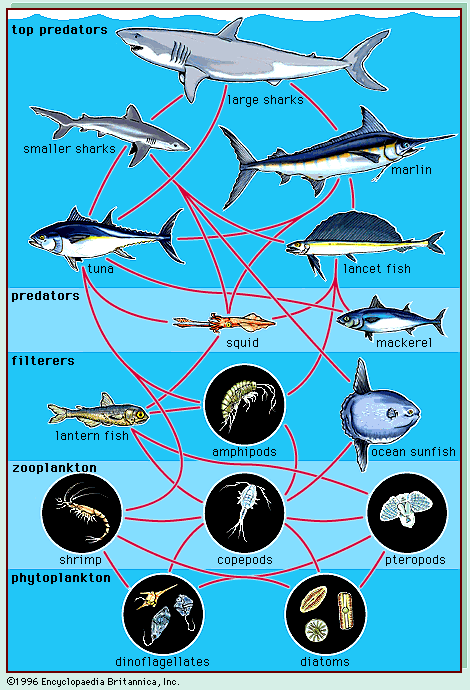 top predators
large sharks
smaller sharks
marlin
tuna
lancet fish
predators
squid
mackerel
filterers
lantern fish
amphipods
ocean sunfish
zooplankton
shrimp
copepods
pteropods
phytoplankton
dinoflagellates
diatoms
©1996 Encyclopaedia Britannica, Inc.